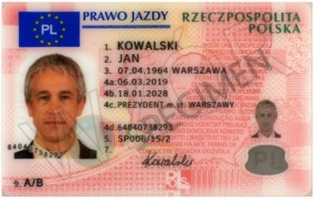 PL
PRAWO JAZDY
RZECZPOSPOLITA
POLSKA
1. KOWALSKI
2. JAN
3. 07.04.1964 WARSZAWA
4a. 06.03.2019
4b. 18.01.2028
4c. PREZYDENT m.st. WARSZAWY
4d. 64040738293
5. SP006/15/2
7.
Kowalski
9. A/B
SPECIMEN
PL